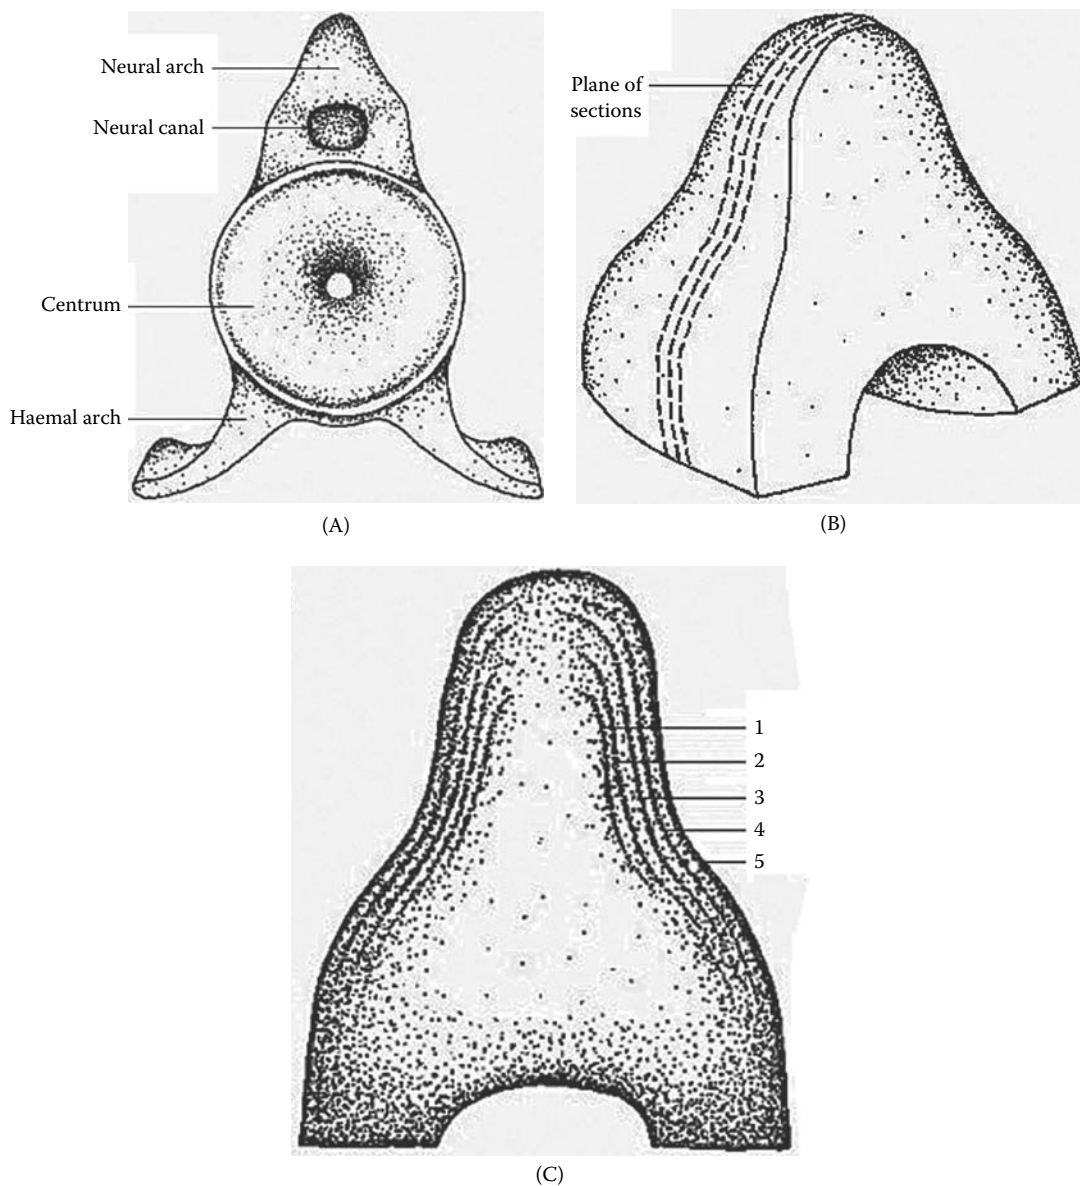 Neural arch
Neural canal
Centrum
Haemal arch
(A)
Plane of
sections
(B)
1
2
3
4
5
(C)